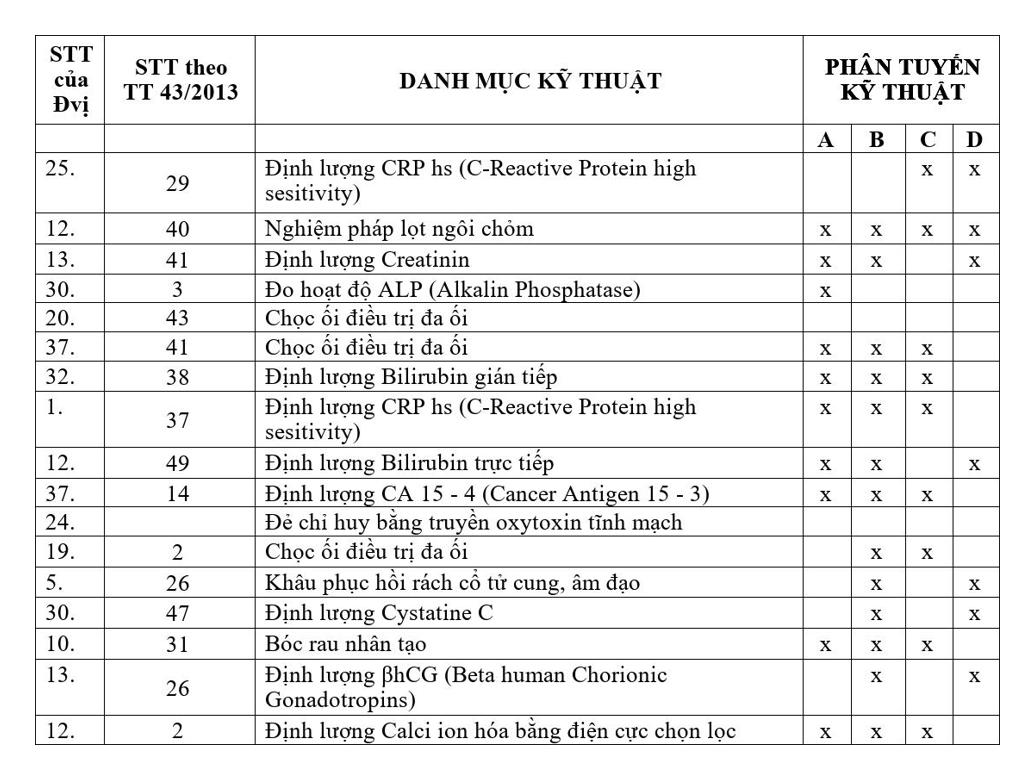 STT của Đvị STT theo TT 43/2013 DANH MỤC KỸ THUẬT PHÂN TUYẾN KỸ THUẬT
A B C D
25. 29 Định lượng CRP hs (C-Reactive Protein high sesitivity) x x
12. 40 Nghiệm pháp lọt ngôi chỏm x x x x
13. 41 Định lượng Creatinin x x x
30. 3 Đo hoạt độ ALP (Alkalin Phosphatase) x
20. 43 Chọc ối điều trị đa ối
37. 41 Chọc ối điều trị đa ối x x x
32. 38 Định lượng Bilirubin gián tiếp x x x
1. 37 Định lượng CRP hs (C-Reactive Protein high sesitivity) x x x
12. 49 Định lượng Bilirubin trực tiếp x x x
37. 14 Định lượng CA 15 - 4 (Cancer Antigen 15 - 3) x x x
24. Đẻ chỉ huy bằng truyền oxytoxin tĩnh mạch
19. 2 Chọc ối điều trị đa ối x x
5. 26 Khâu phục hồi rách cổ tử cung, âm đạo x x
30. 47 Định lượng Cystatine C x x
10. 31 Bóc rau nhân tạo x x x
13. 26 Định lượng βhCG (Beta human Chorionic Gonadotropins) x x
12. 2 Định lượng Calci ion hóa bằng điện cực chọn lọc x x x